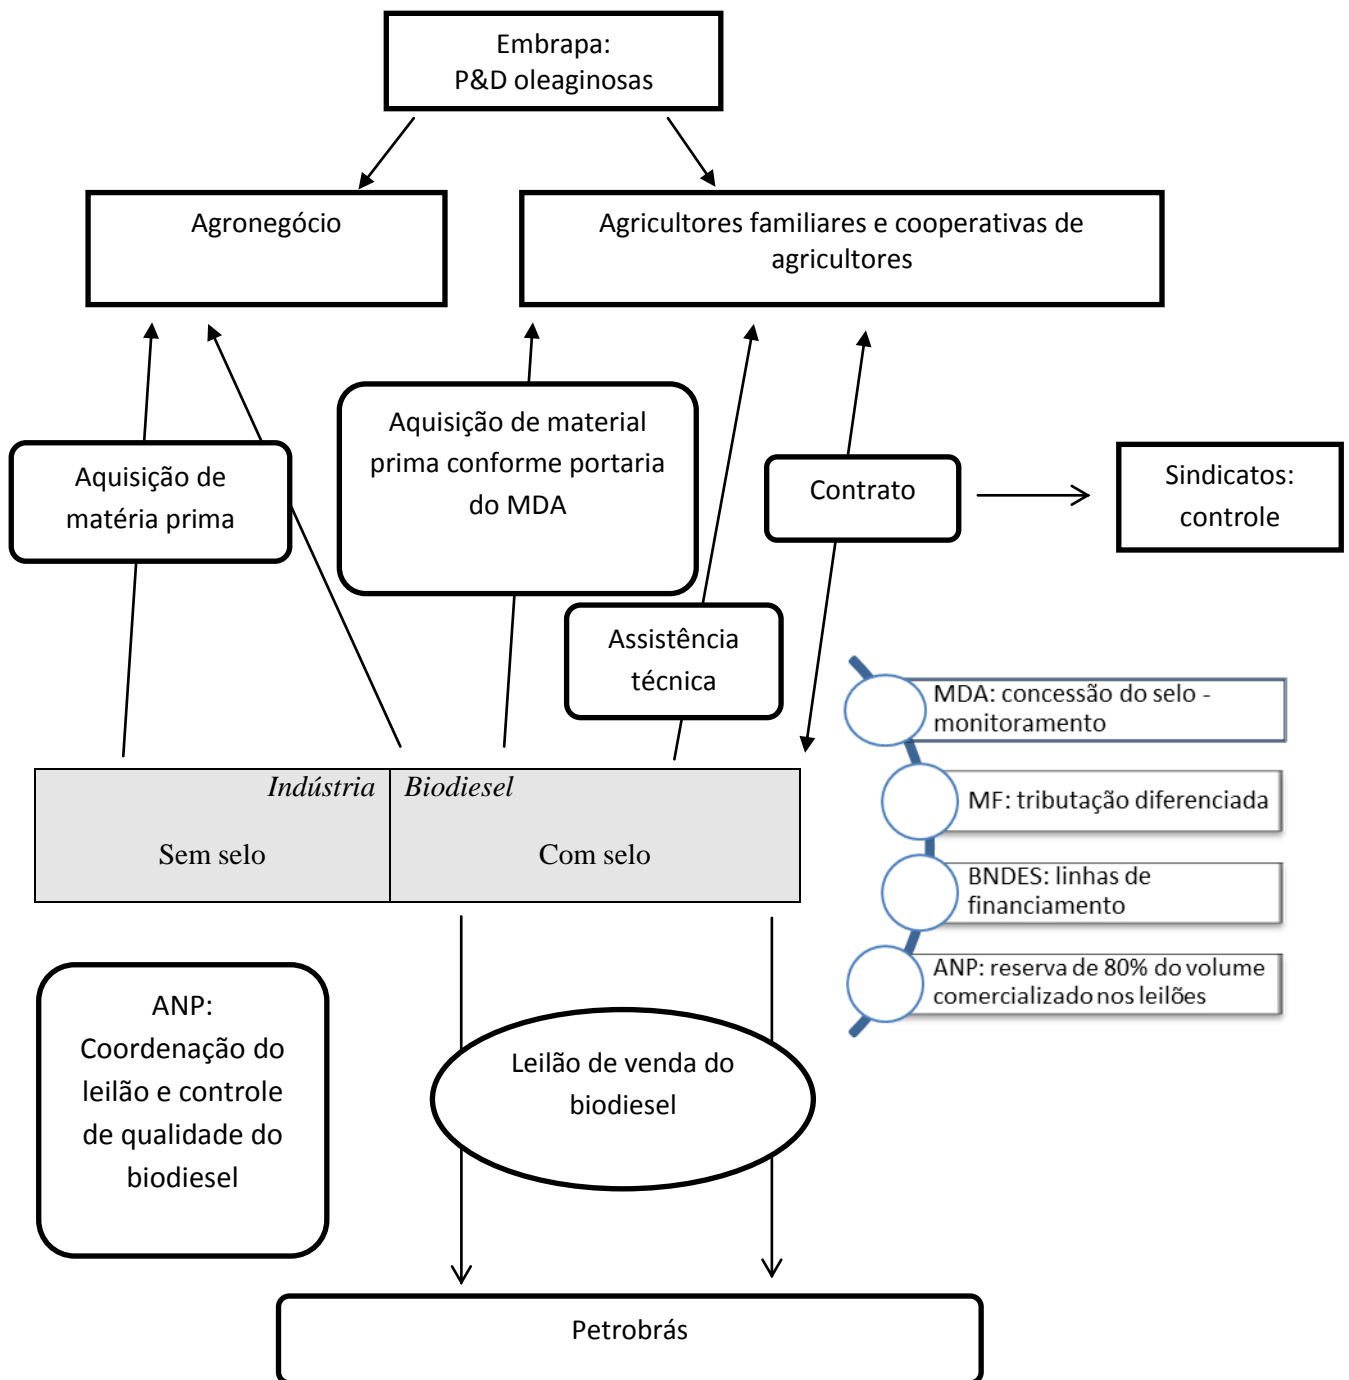 Embrapa:
P&D oleaginosas
Agronegócio
Agricultores familiares e cooperativas de
agricultores
Aquisição de
matéria prima
Aquisição de material
prima conforme portaria
do MDA
Contrato
Sindicatos:
controle
Assistência
técnica
MDA: concessão do selo -
monitoramento
MF: tributação diferenciada
BNDES: linhas de
financiamento
ANP: reserva de 80% do volume
comercializado nos leilões
Indústria
Biodiesel
Sem selo
Com selo
ANP:
Coordenação do
leilão e controle
de qualidade do
biodiesel
Leilão de venda do
biodiesel
Petrobrás